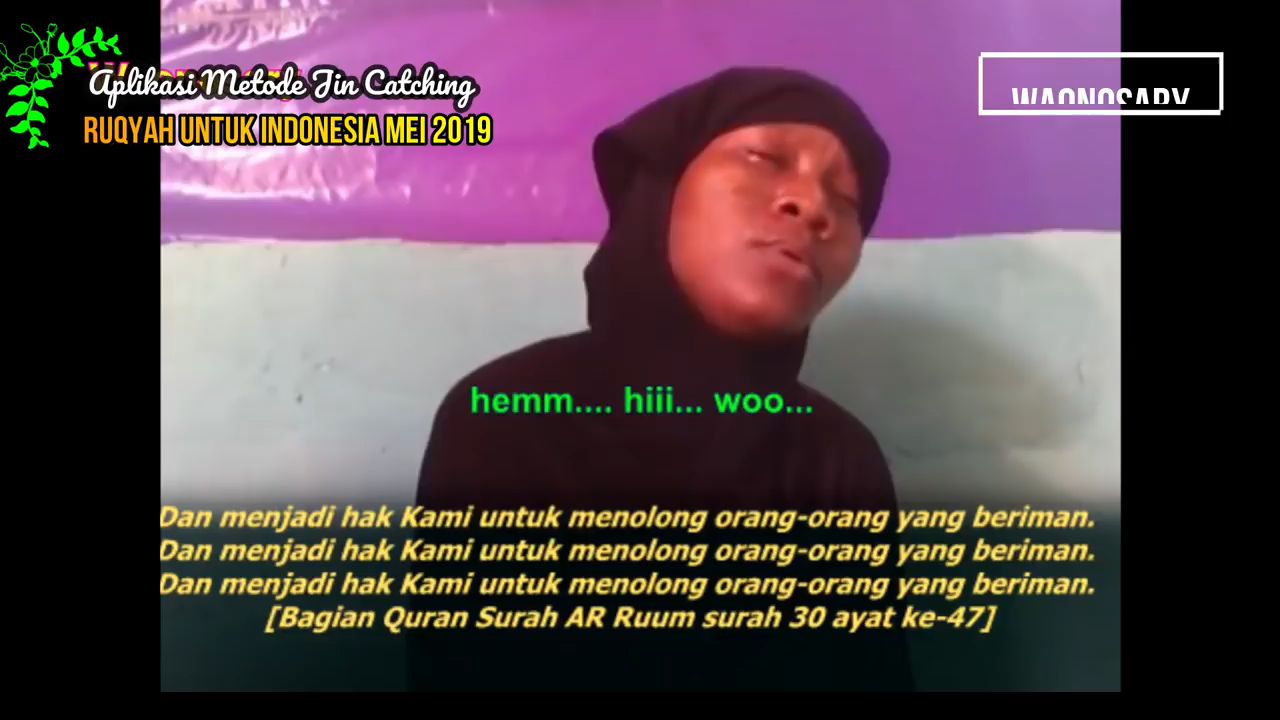 Aplikasi Metode Jin Catching
RUQYAH UNTUK INDONESIA MEI 2019
hemm.... hiii... woo...
Dan menjadi hak Kami untuk menolong orang-orang yang beriman.
Dan menjadi hak Kami untuk menolong orang-orang yang beriman.
Dan menjadi hak Kami untuk menolong orang-orang yang beriman.
[Bagian Quran Surah AR Ruum surah 30 ayat ke-47]